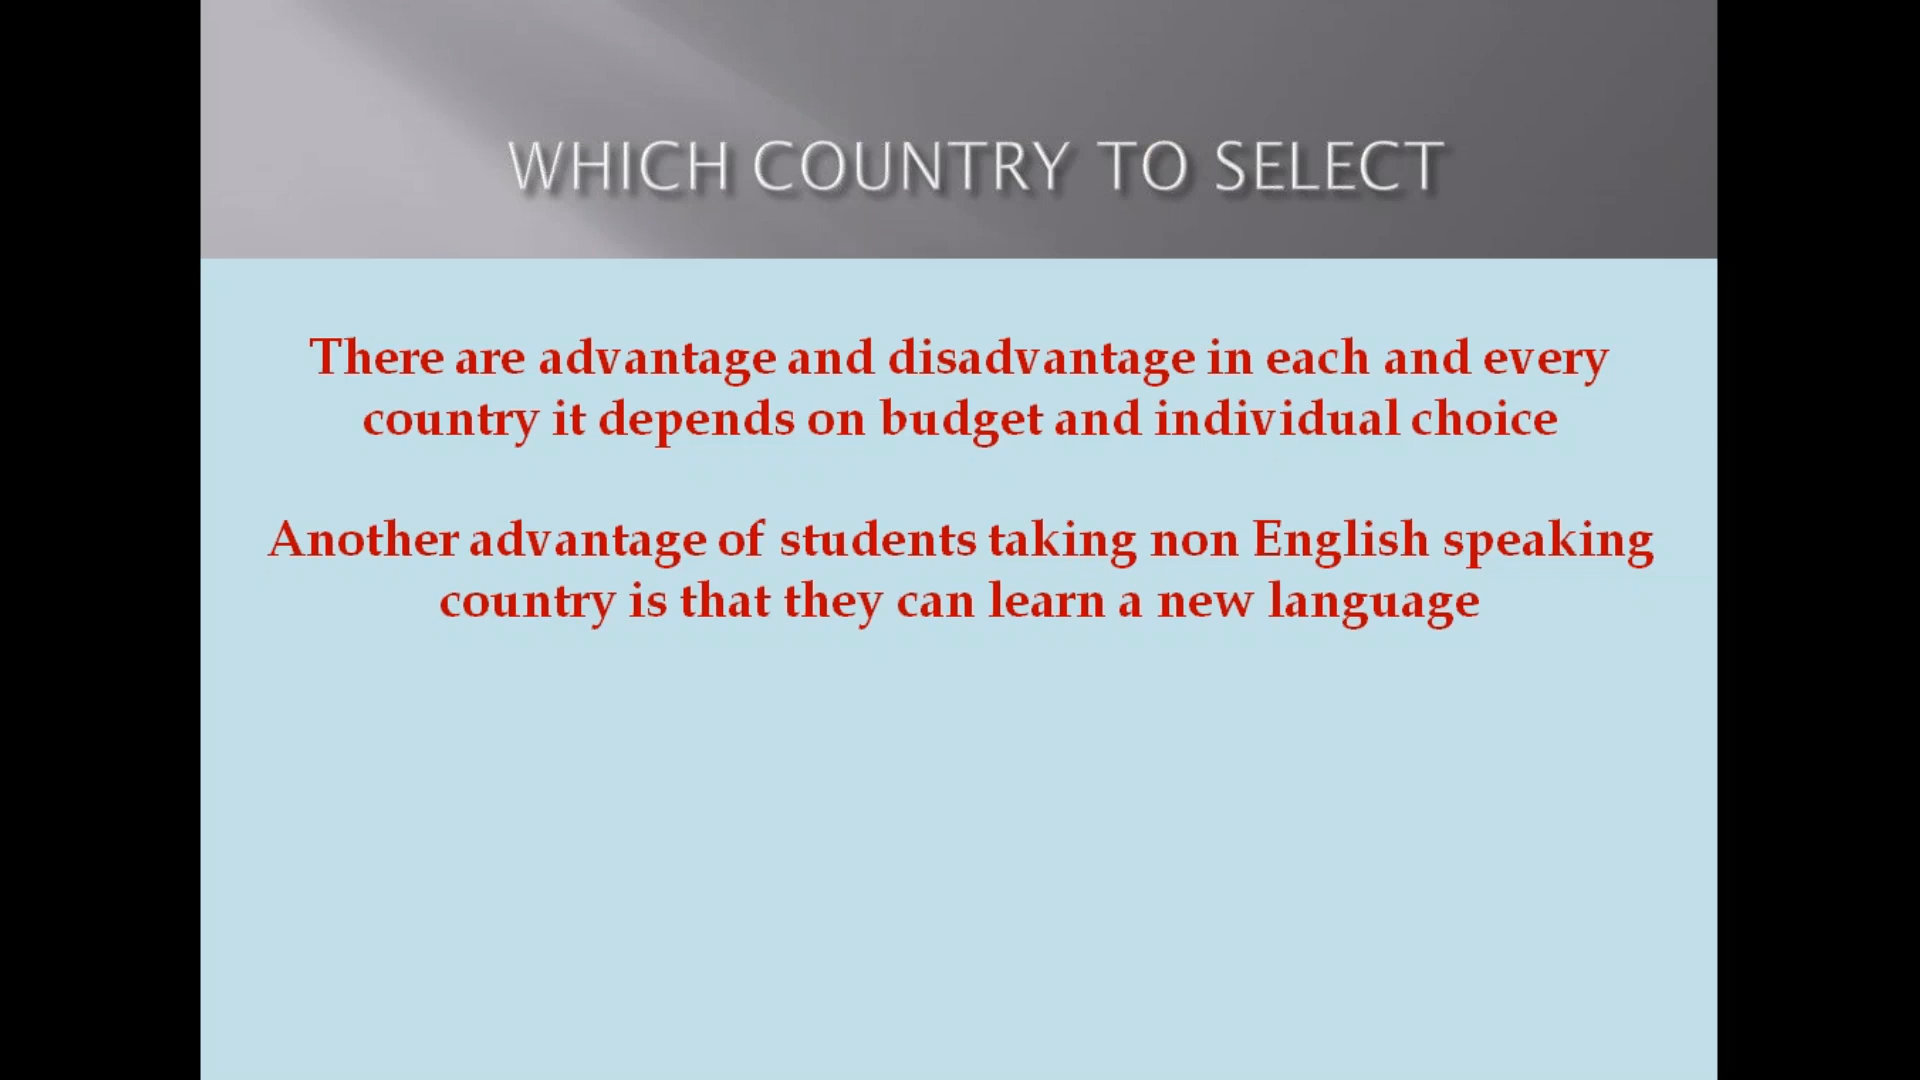 WHICH COUNTRY TO SELECT
There are advantage and disadvantage in each and every
country it depends on budget and individual choice
Another advantage of students taking non English speaking
country is that they can learn a new language